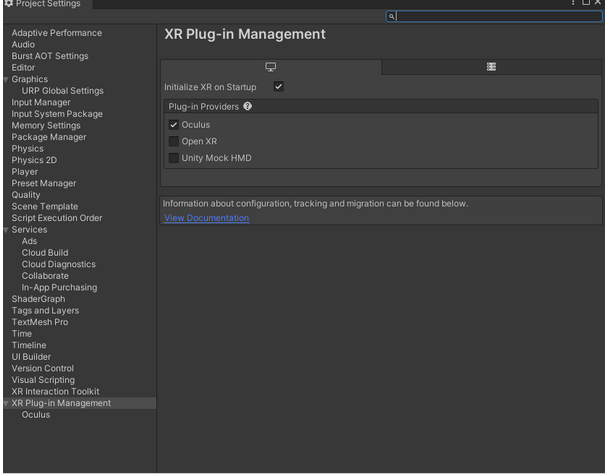 Project Settings
Adaptive Performance
Audio
Burst AOT Settings
Editor
Graphics
URP Global Settings
Input Manager
Input System Package
Memory Settings
Package Manager
Physics
Physics 2D
Player
Preset Manager
Quality
Scene Template
Script Execution Order
Services
Ads
Cloud Build
Cloud Diagnostics
Collaborate
In-App Purchasing
ShaderGraph
Tags and Layers
TextMesh Pro
Time
Timeline
UI Builder
Version Control
Visual Scripting
XR Interaction Toolkit
XR Plug-in Management
Oculus
XR Plug-in Management
Initialize XR on Startup
Plug-in Providers ?
Oculus
Open XR
Unity Mock HMD
Information about configuration, tracking and migration can be found below.
View Documentation